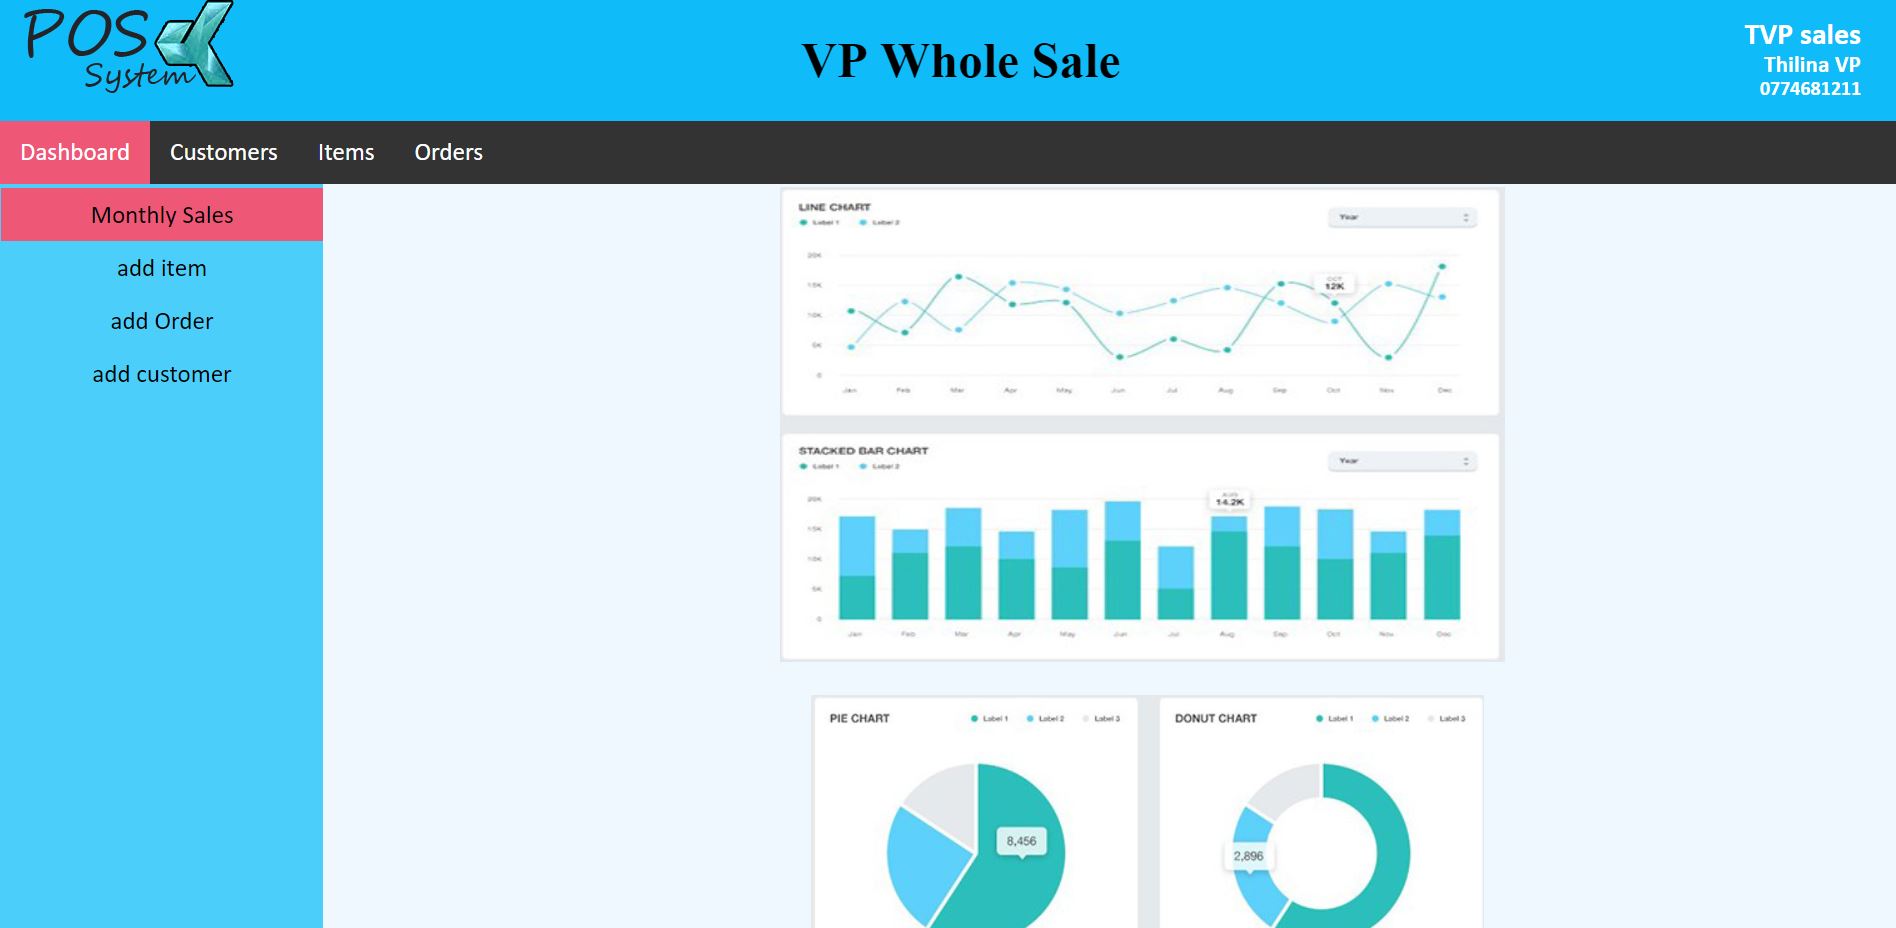 POS
System
VP Whole Sale
TVP sales
Thilina VP
0774681211
Dashboard Customers Items Orders
Monthly Sales
add item
add Order
add customer
LINE CHART
Label 1 Label 2
Year
OCT
12K
20K
15K
10K
5K
0
Jan Feb Mar Apr May Jun Jul Aug Sep Oct Nov Dec
STACKED BAR CHART
Label 1 Label 2
Year
AUG
14.2K
20K
15K
10K
5K
0
Jan Feb Mar Apr May Jun Jul Aug Sep Oct Nov Dec
PIE CHART
Label 1 Label 2 Label 3
8,456
DONUT CHART
Label 1 Label 2 Label 3
2,896